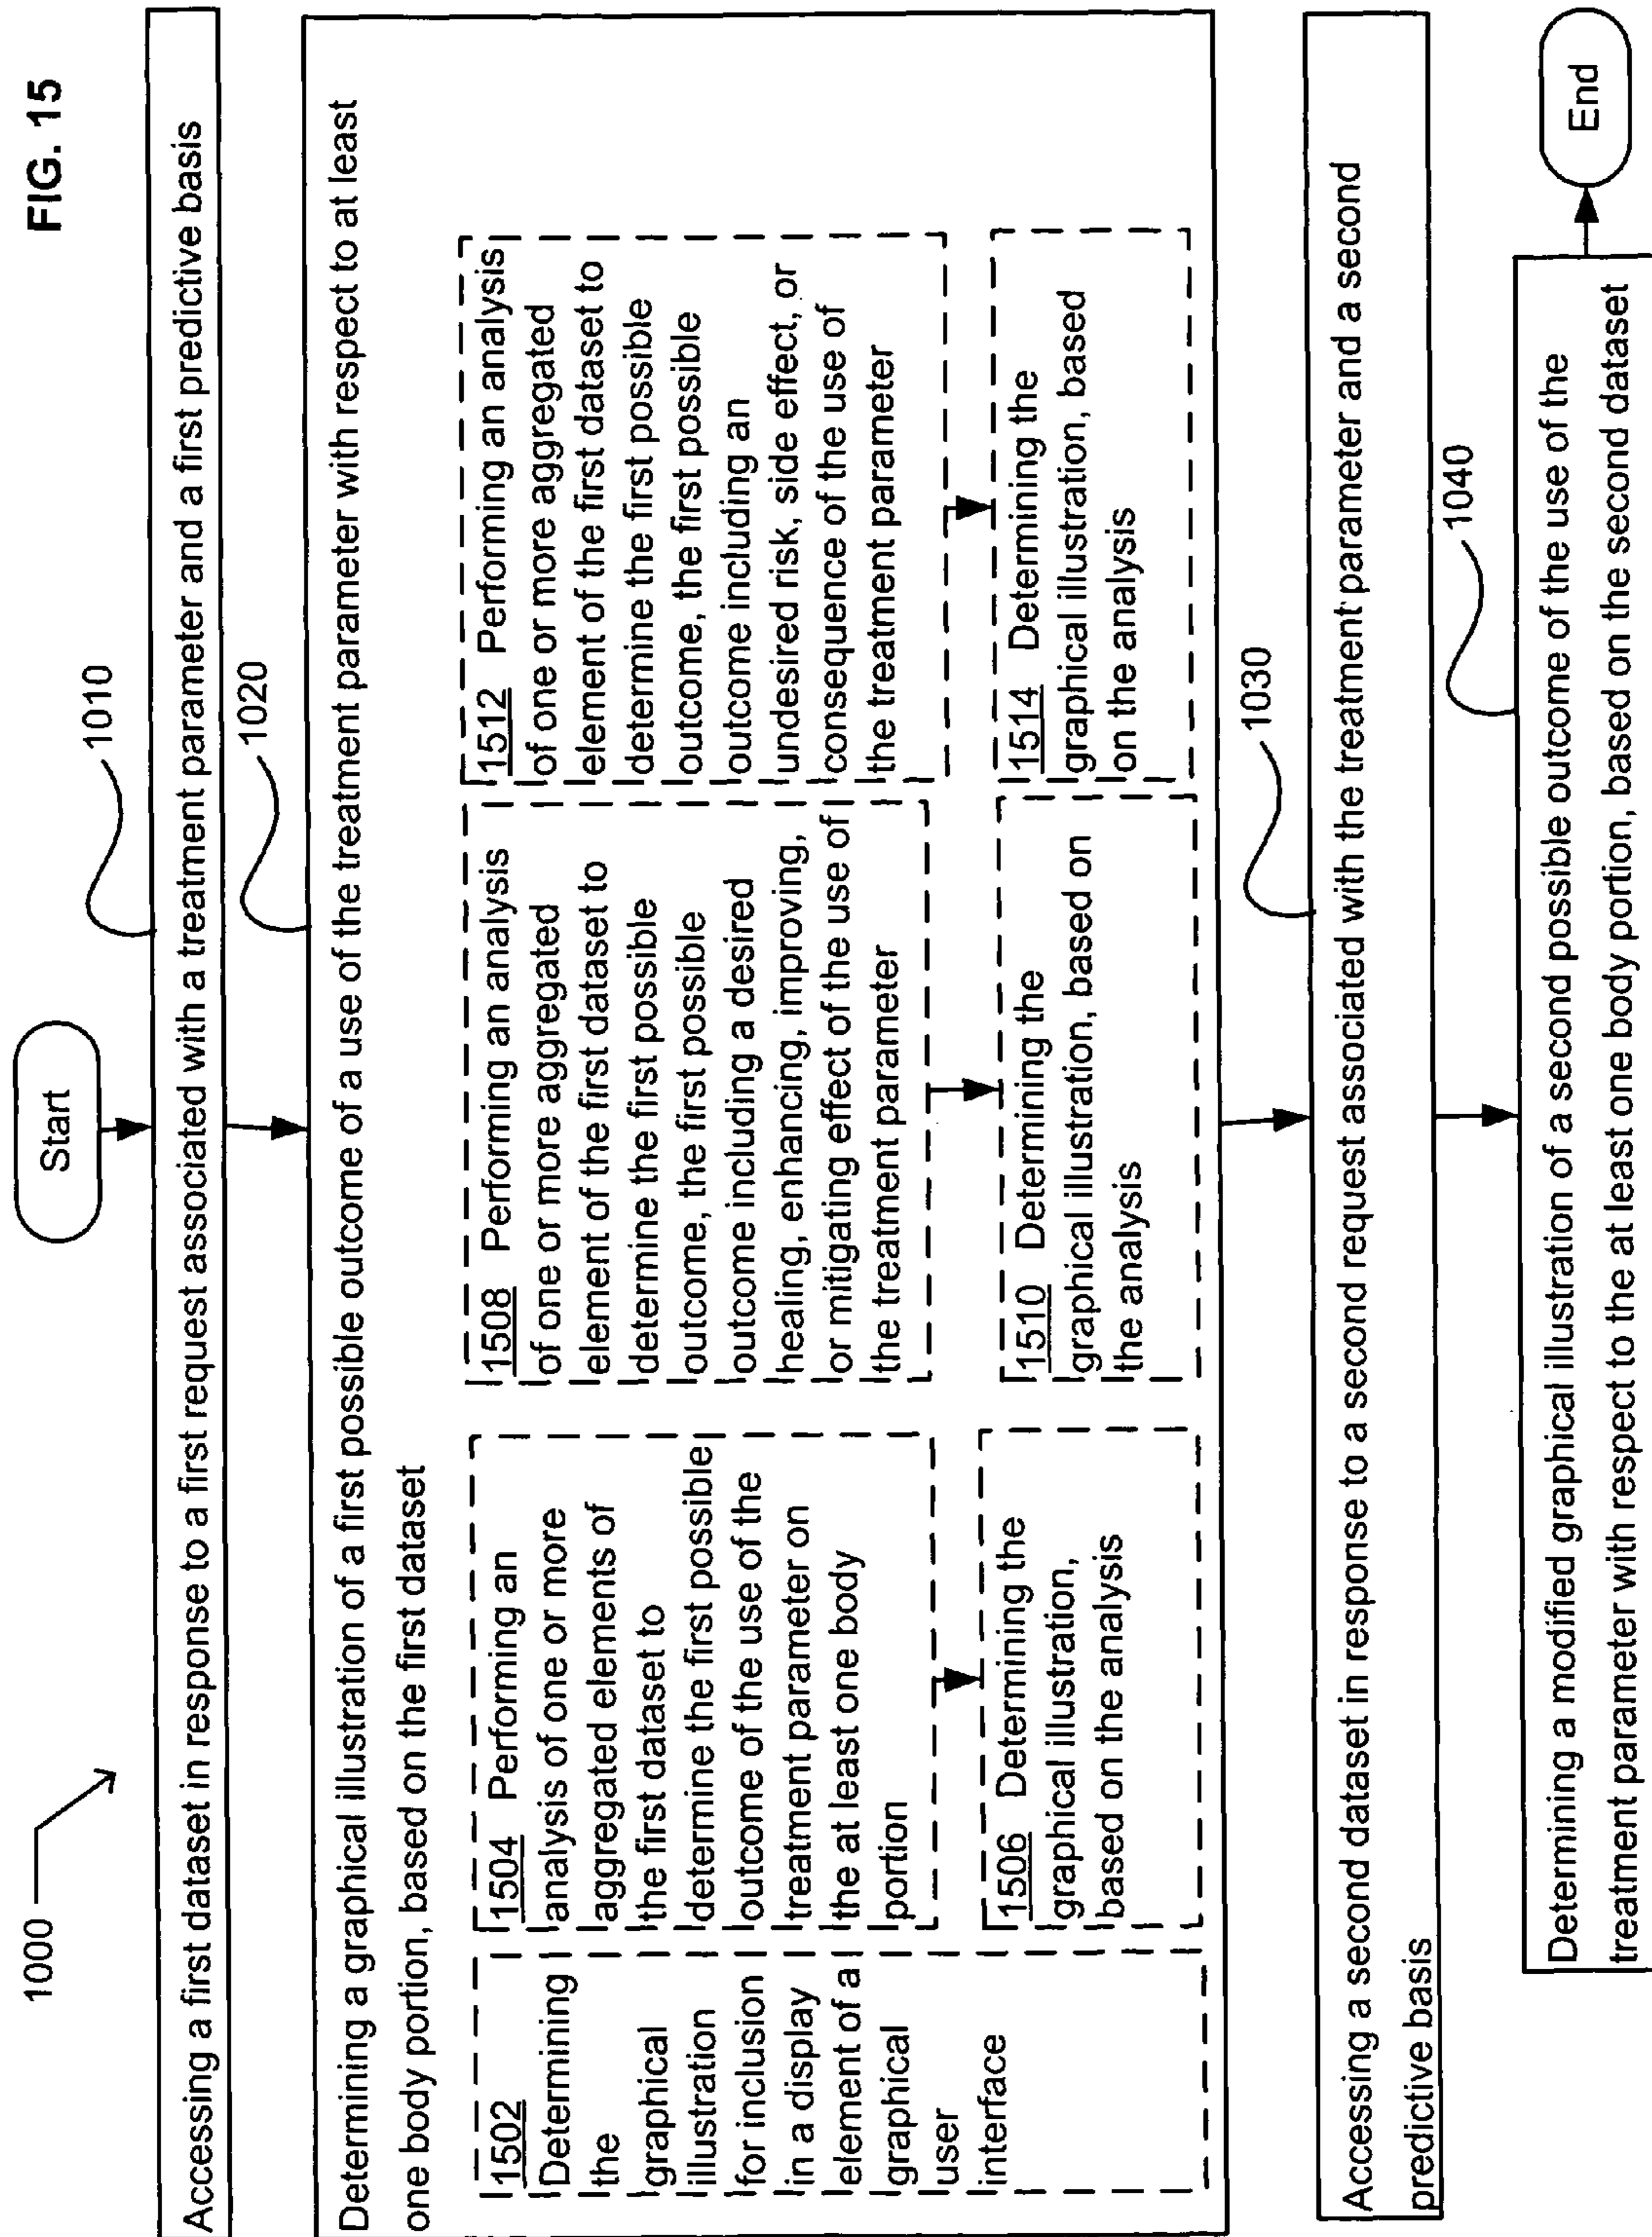 FIG. 15
1000
Start
1010
Accessing a first dataset in response to a first request associated with a treatment parameter and a first predictive basis
1020
Determining a graphical illustration of a first possible outcome of a use of the treatment parameter with respect to at least
one body portion, based on the first dataset
1502
Determining
the
graphical
illustration
for inclusion
in a display
element of a
graphical
user
interface
1504 Performing an
analysis of one or more
aggregated elements of
the first dataset to
determine the first possible
outcome of the use of the
treatment parameter on
the at least one body
portion
1506 Determining the
graphical illustration,
based on the analysis
1508 Performing an analysis
of one or more aggregated
element of the first dataset to
determine the first possible
outcome, the first possible
outcome including a desired
healing, enhancing, improving,
or mitigating effect of the use of
the treatment parameter
1510 Determining the
graphical illustration, based on
the analysis
1512 Performing an analysis
of one or more aggregated
element of the first dataset to
determine the first possible
outcome, the first possible
outcome including an
undesired risk, side effect, or
consequence of the use of
the treatment parameter
1514 Determining the
graphical illustration, based
on the analysis
1030
Accessing a second dataset in response to a second request associated with the treatment parameter and a second
predictive basis
1040
Determining a modified graphical illustration of a second possible outcome of the use of the
treatment parameter with respect to the at least one body portion, based on the second dataset
End